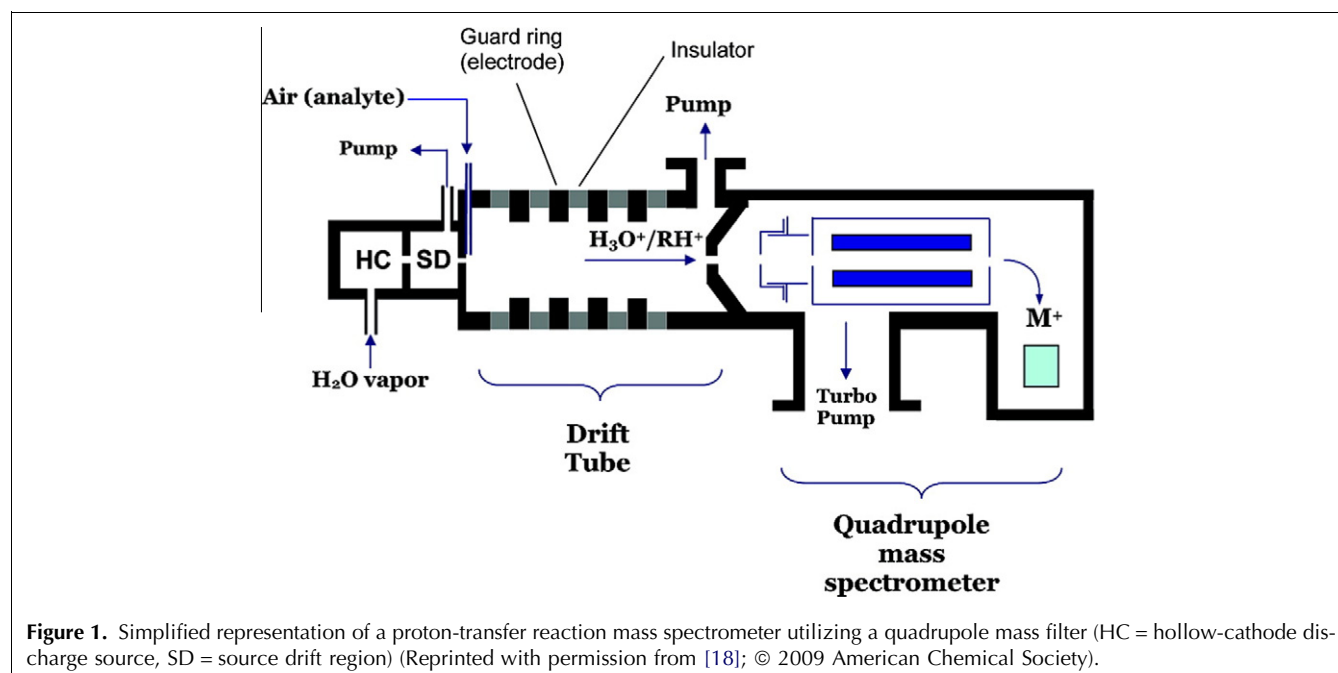 Guard ring
(electrode)
Insulator
Air (analyte)
Pump
Pump
HC
SD
H₃O⁺/RH⁺
M⁺
H₂O vapor
Turbo
Pump
Drift
Tube
Quadrupole
mass
spectrometer
Figure 1. Simplified representation of a proton-transfer reaction mass spectrometer utilizing a quadrupole mass filter (HC = hollow-cathode dis-
charge source, SD = source drift region) (Reprinted with permission from [18]; © 2009 American Chemical Society).